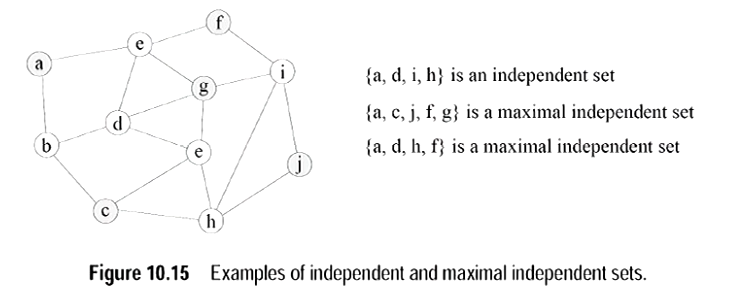 f
e
a
i
g
{a, d, i, h} is an independent set
{a, c, j, f, g} is a maximal independent set
d
b
e
{a, d, h, f} is a maximal independent set
j
c
h
Figure 10.15 Examples of independent and maximal independent sets.